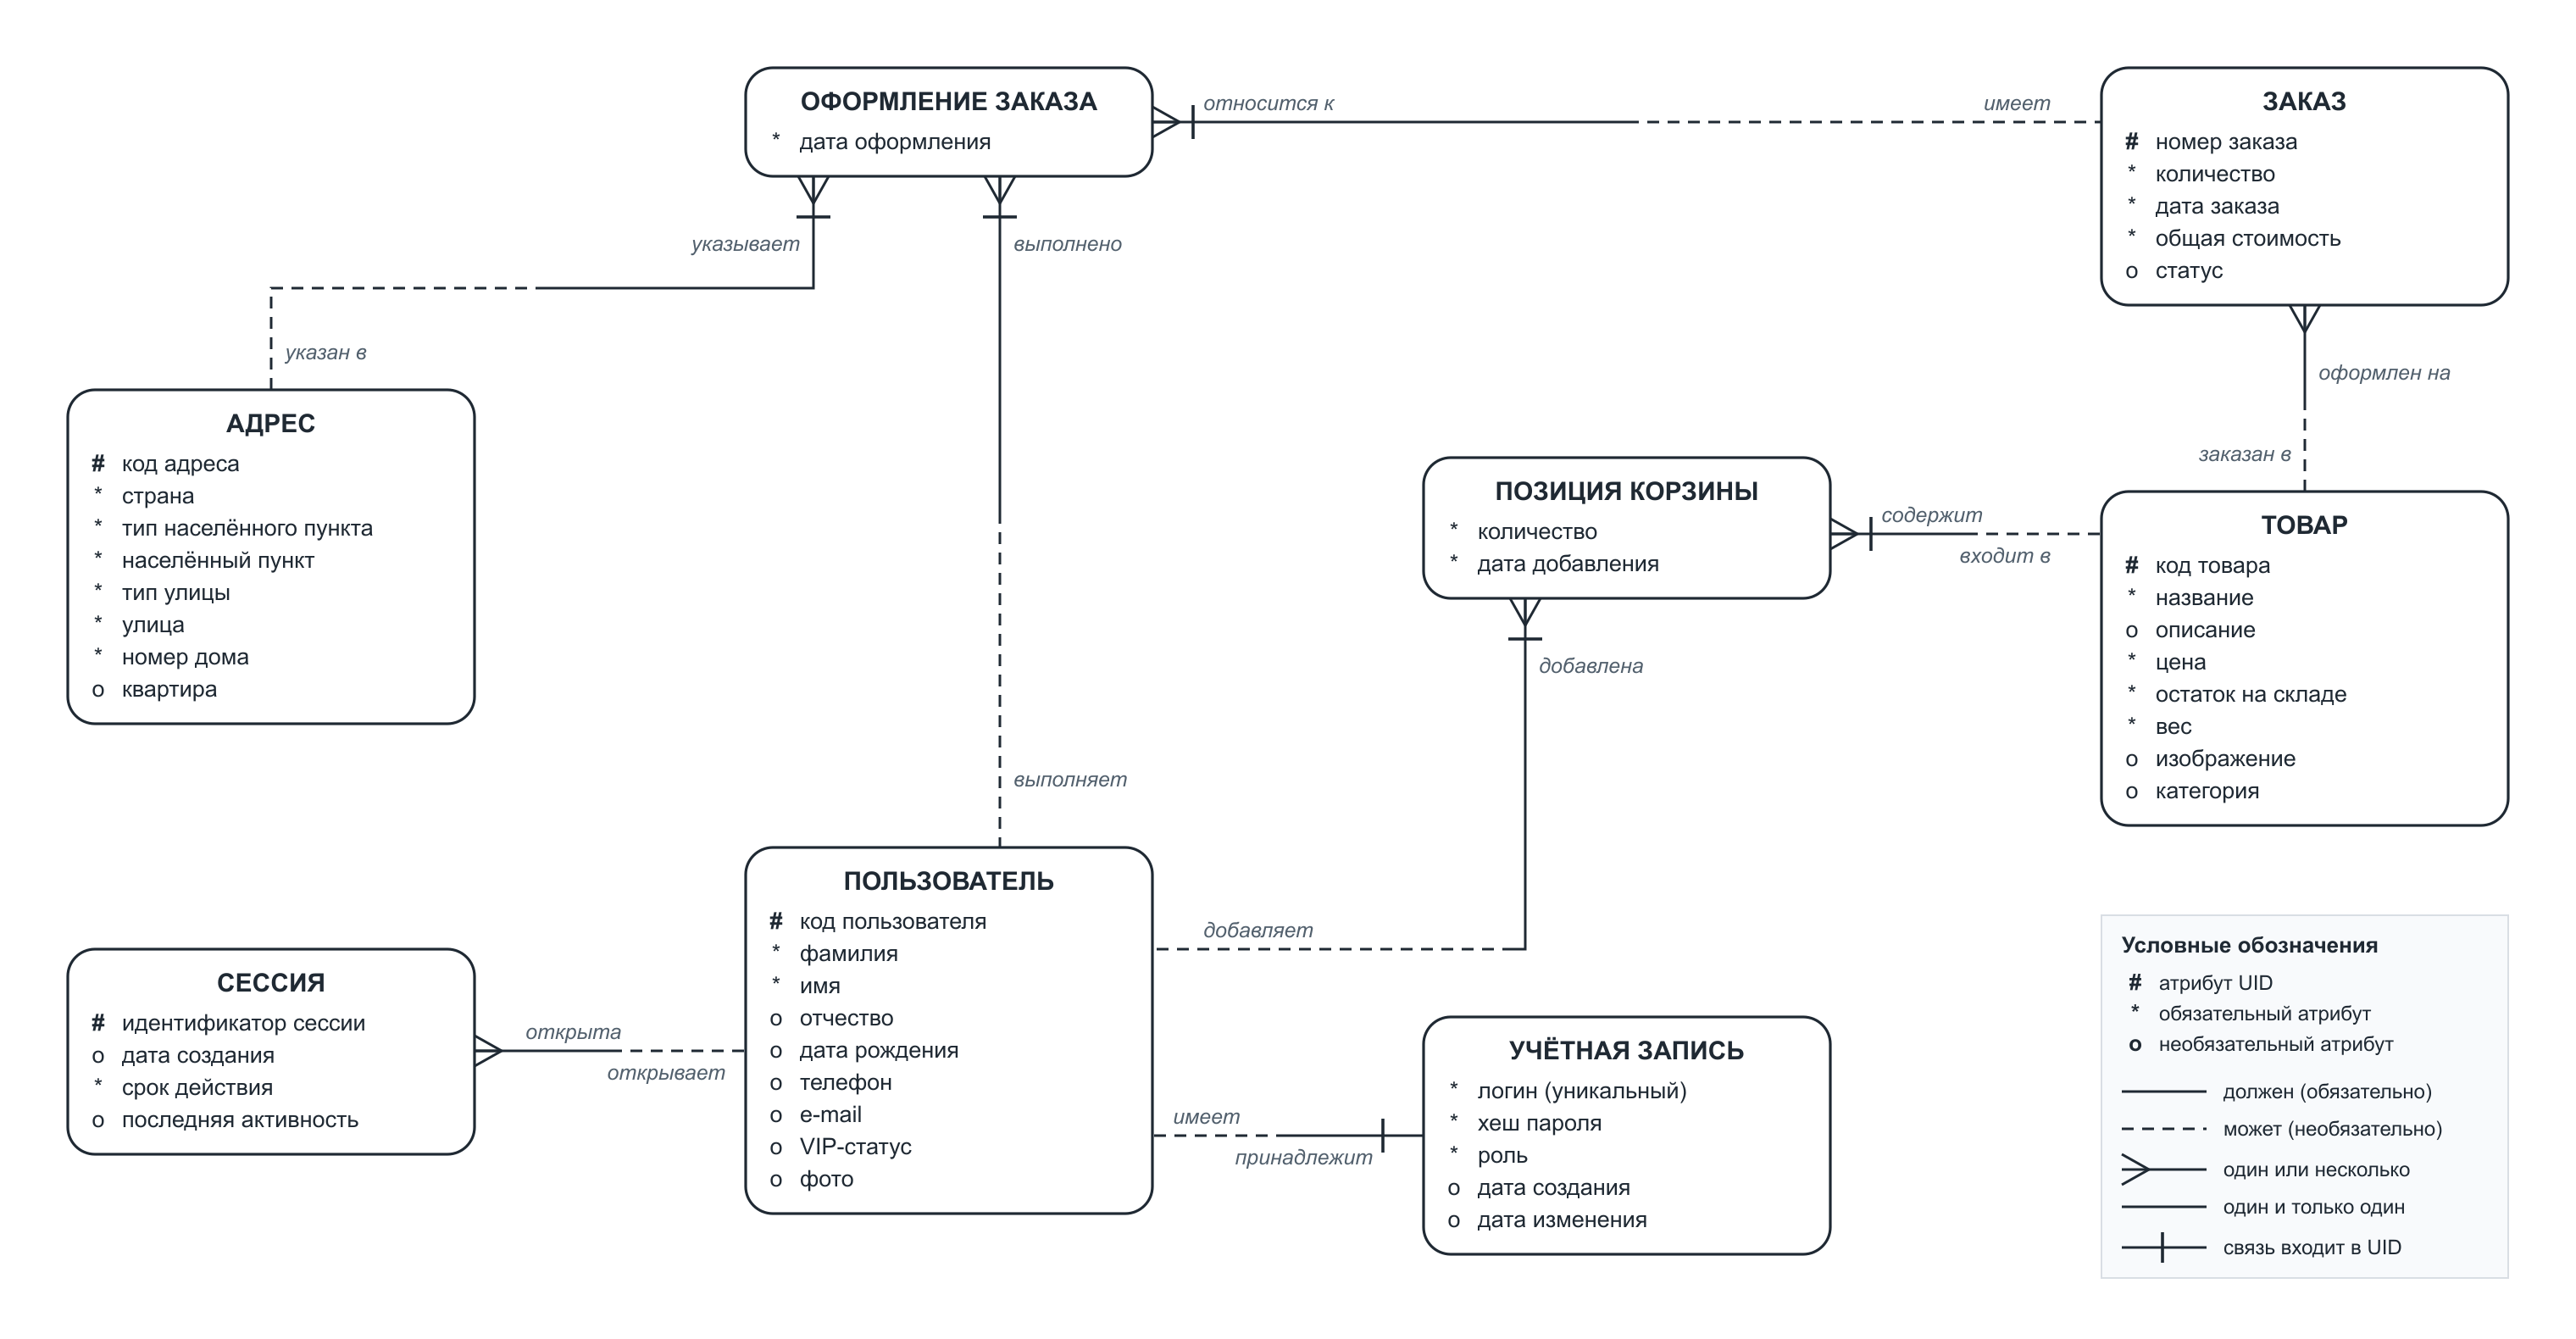 ОФОРМЛЕНИЕ ЗАКАЗА
* дата оформления
относится к
имеет
ЗАКАЗ
# номер заказа
* количество
* дата заказа
* общая стоимость
o статус
указывает
выполнено
указан в
оформлен на
заказан в
АДРЕС
# код адреса
* страна
* тип населённого пункта
* населённый пункт
* тип улицы
* улица
* номер дома
o квартира
ПОЗИЦИЯ КОРЗИНЫ
* количество
* дата добавления
содержит
входит в
добавлена
ТОВАР
# код товара
* название
o описание
* цена
* остаток на складе
* вес
o изображение
o категория
выполняет
ПОЛЬЗОВАТЕЛЬ
# код пользователя
* фамилия
* имя
o отчество
o дата рождения
o телефон
o e-mail
o VIP-статус
o фото
добавляет
СЕССИЯ
# идентификатор сессии
o дата создания
* срок действия
o последняя активность
открыта
открывает
имеет
принадлежит
УЧЁТНАЯ ЗАПИСЬ
* логин (уникальный)
* хеш пароля
* роль
o дата создания
o дата изменения
Условные обозначения
# атрибут UID
* обязательный атрибут
o необязательный атрибут
должен (обязательно)
может (необязательно)
один или несколько
один и только один
связь входит в UID